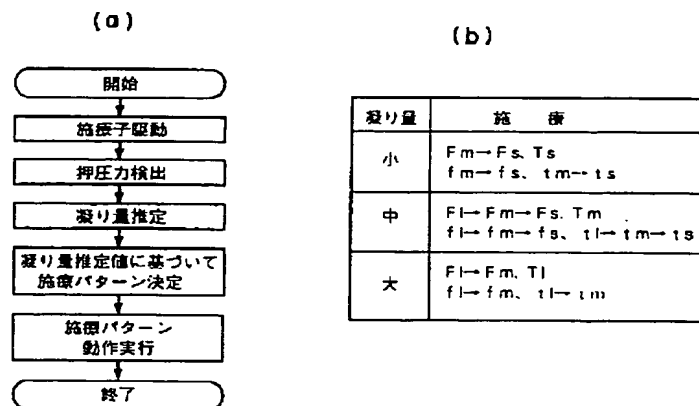 (a)
開始
施療子駆動
押圧力検出
凝り量推定
凝り量推定値に基づいて
施療パターン決定
施療パターン
動作実行
終了
(b)
凝り量 施 療
小 Fm→Fs、Ts
fm→fs、tm→ts
中 Fl→Fm→Fs、Tm
fl→fm→fs、tl→tm→ts
大 Fl→Fm、Tl
fl→fm、tl→tm